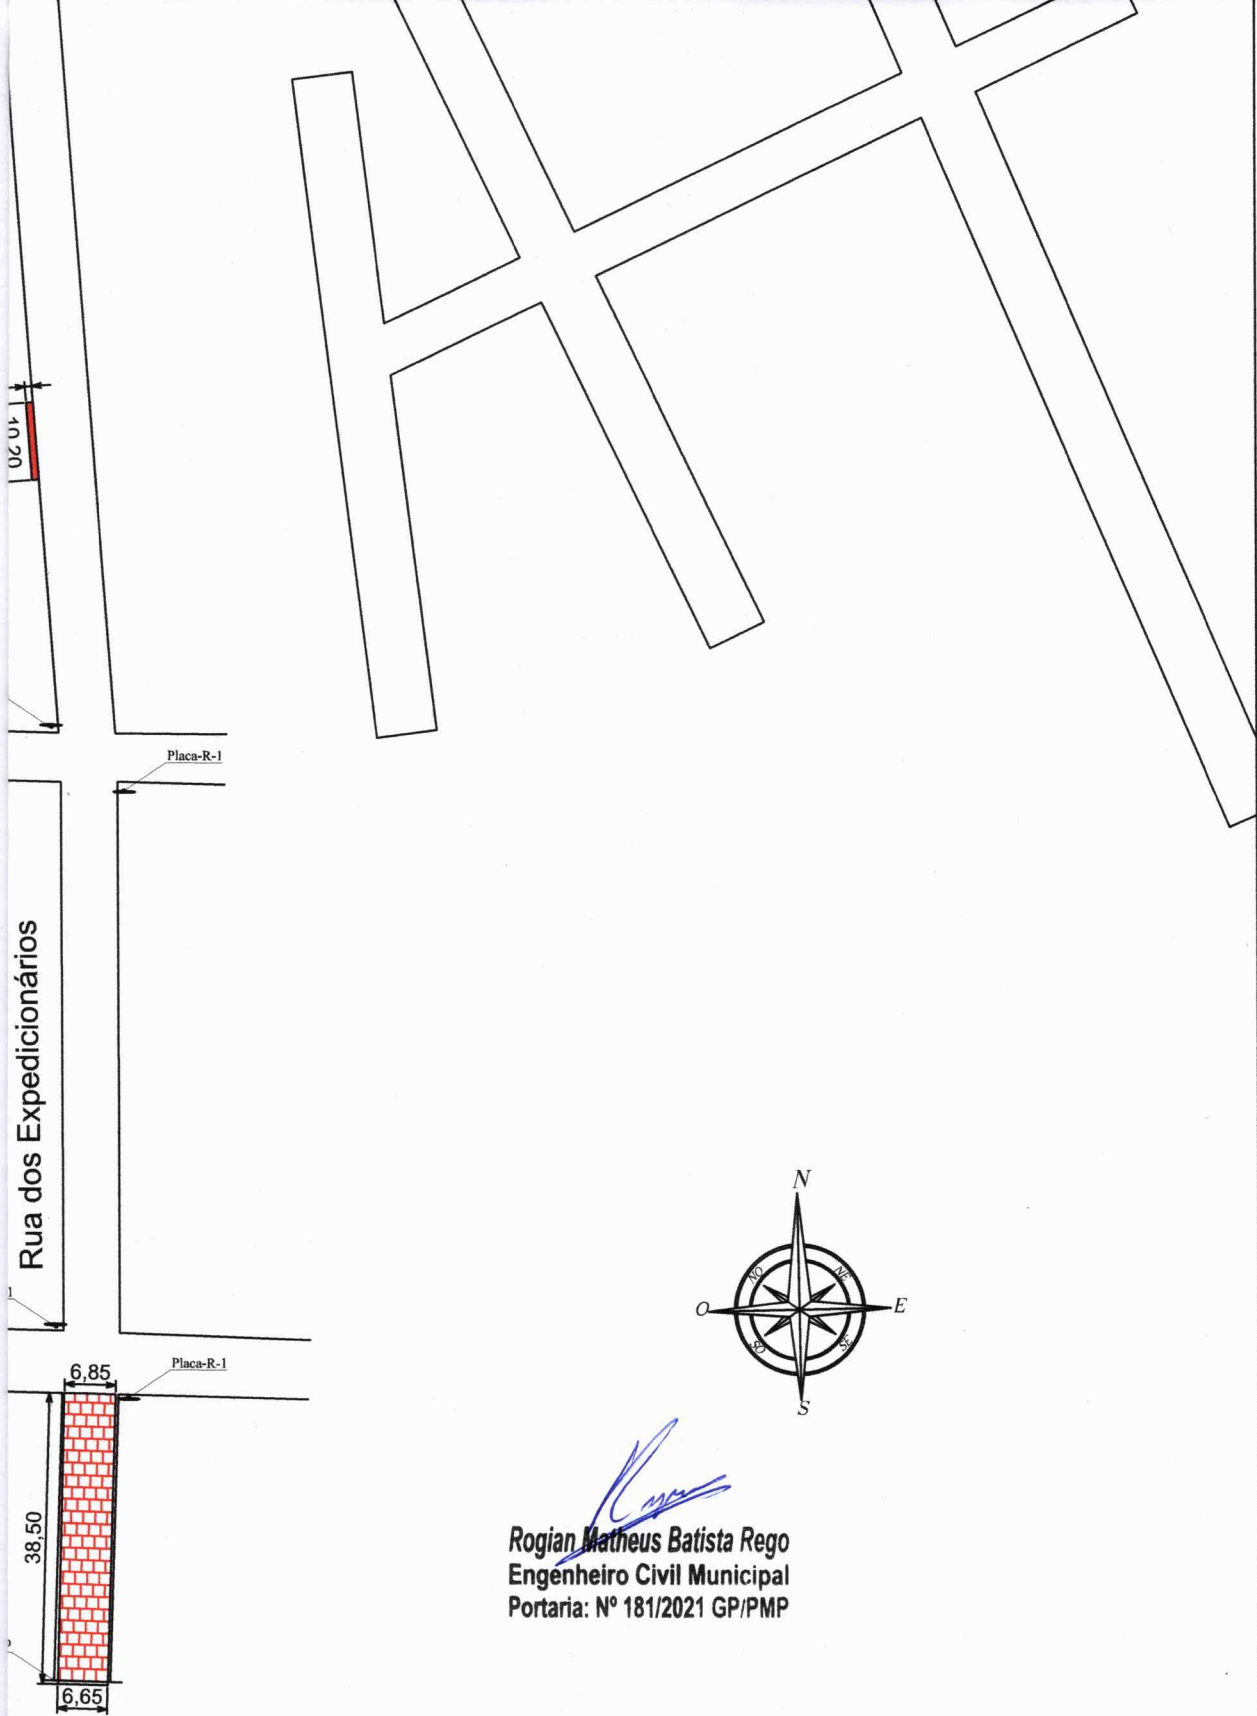 10,20
Placa-R-1
Rua dos Expedicionários
N
NO
NE
O
E
SO
SE
S
1
Placa-R-1
6,85
38,50
6,65
Rogian Matheus Batista Rego
Engenheiro Civil Municipal
Portaria: Nº 181/2021 GP/PMP